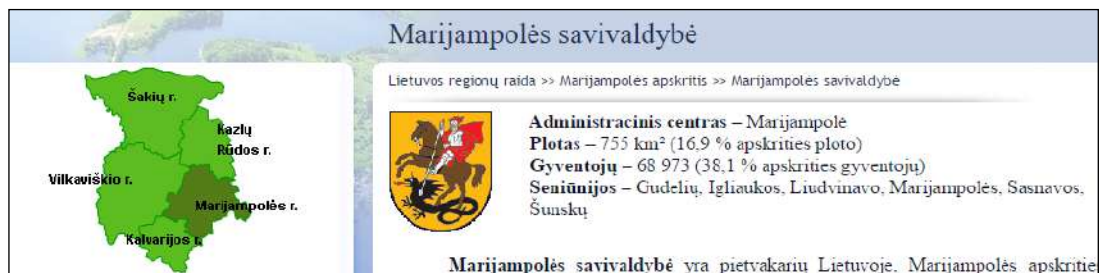 Marijampolės savivaldybė
Lietuvos regionų raida >> Marijampolės apskritis >> Marijampolės savivaldybė
Šakių r.
Kazlų
Rūdos r.
Vilkaviškio r.
Marijampolės r.
Kalvarijos r.
Administracinis centras – Marijampolė
Plotas – 755 km² (16,9 % apskrities ploto)
Gyventojų – 68 973 (38,1 % apskrities gyventojų)
Seniūnijos – Gudelių, Igliaukos, Liudvinavo, Marijampolės, Sasnavos,
Šunskų
Marijampolės savivaldybė yra pietvakarių Lietuvoje, Marijampolės apskritie